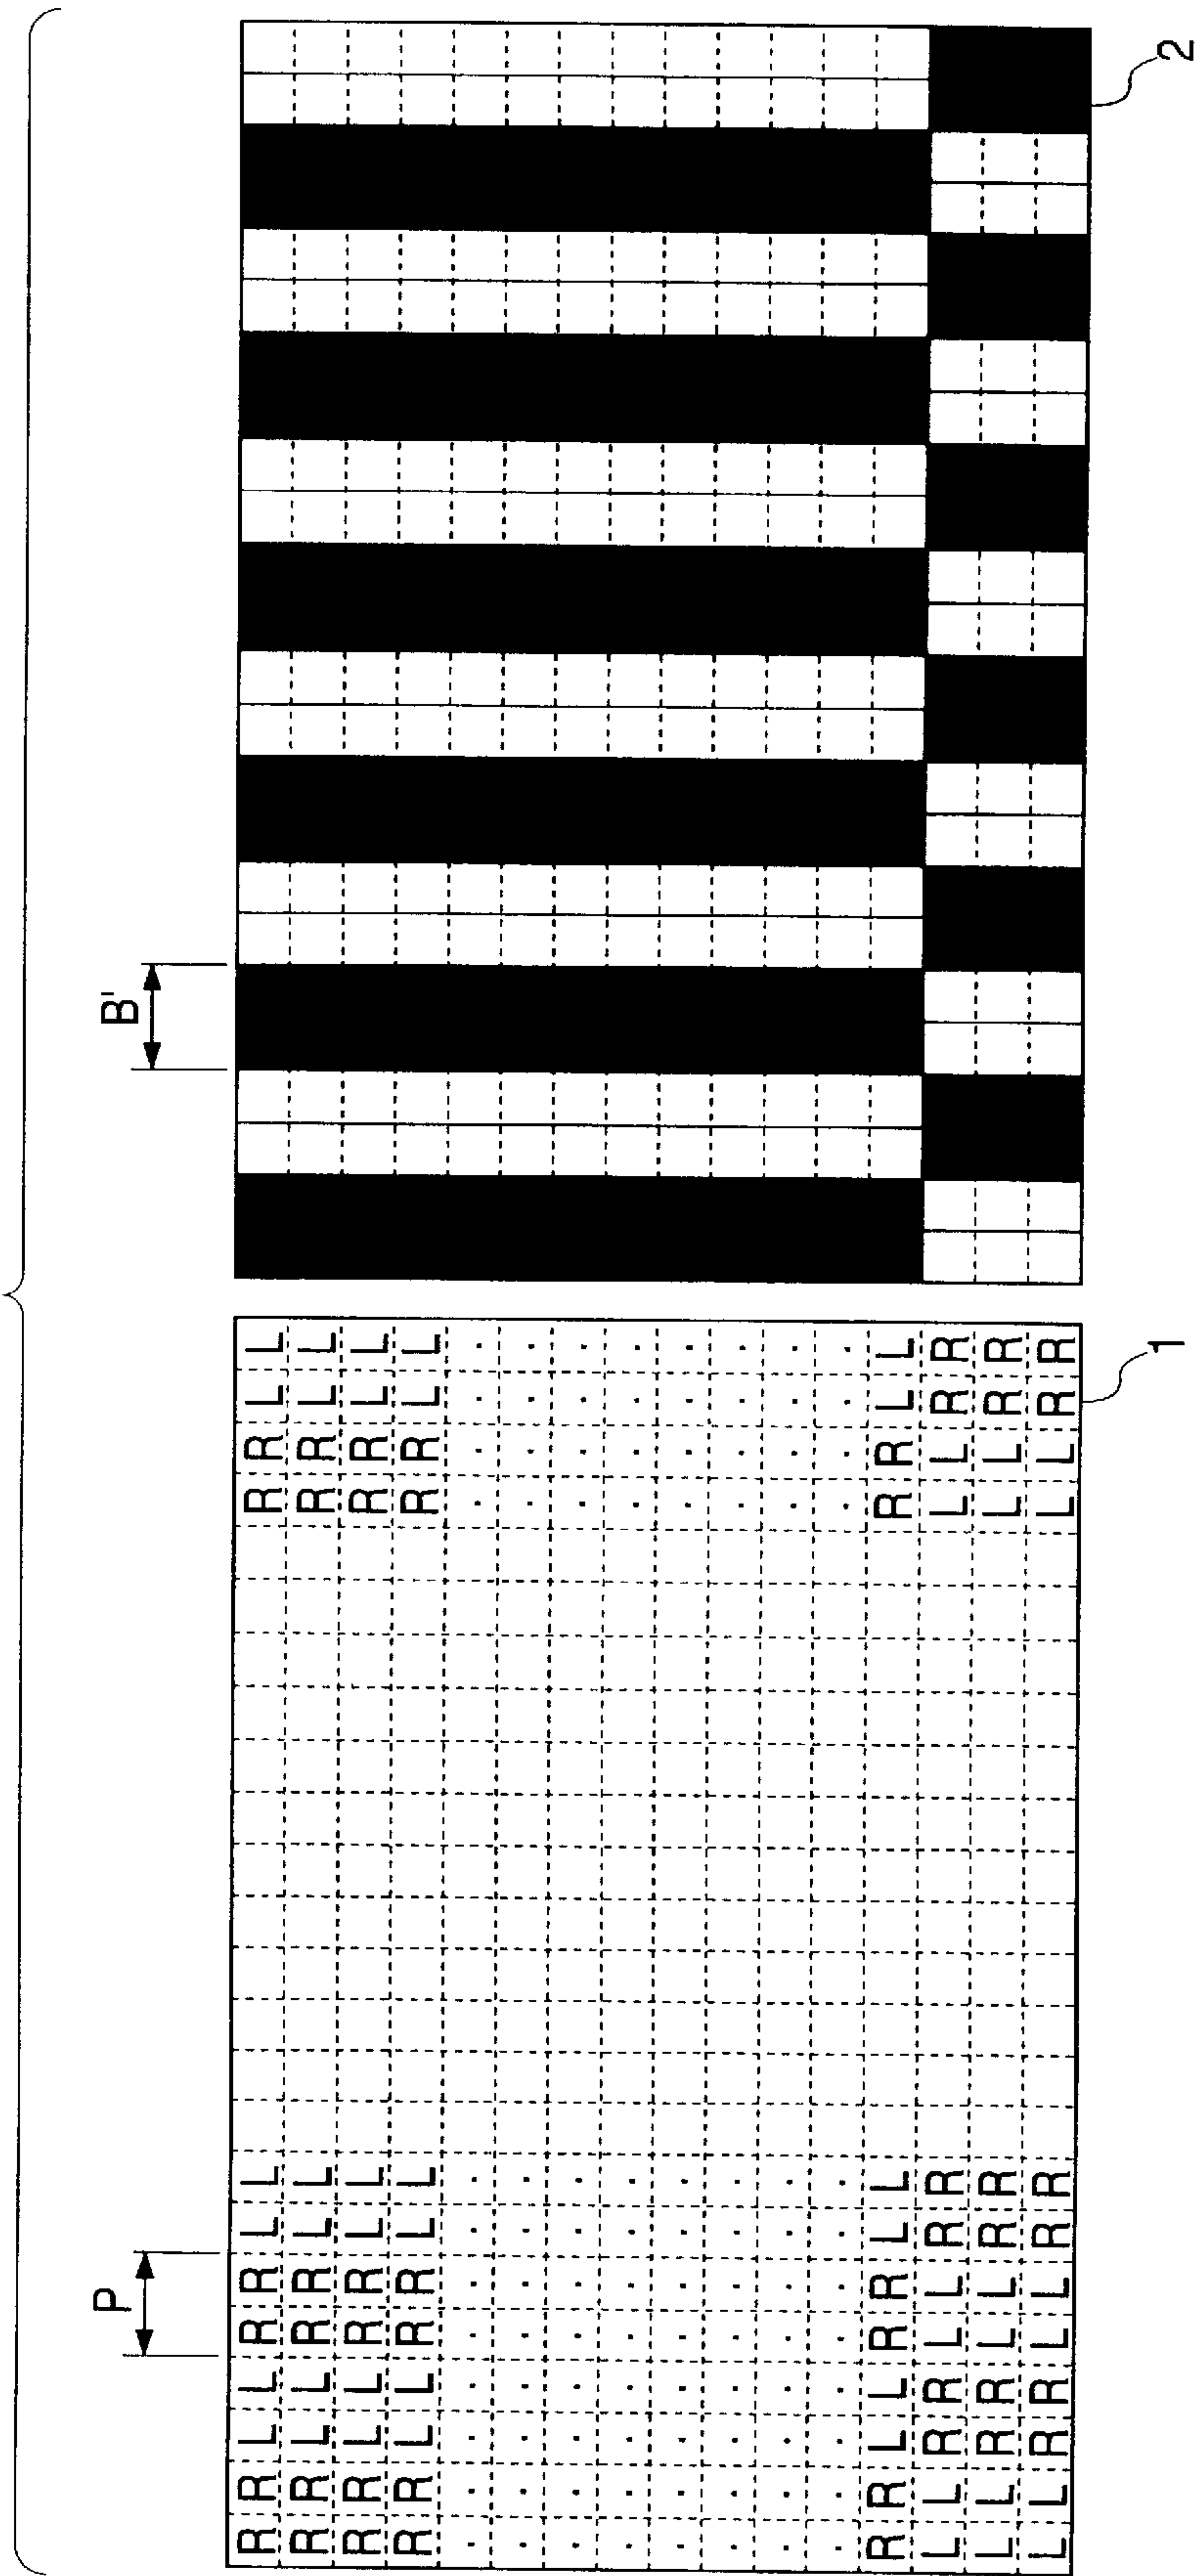 P B'
R R L L R R L L R R L L
R R L L R R L L R R L L
R R L L R R L L R R L L
R R L L R R L L R R L L
. . . . . . . . . . . .
. . . . . . . . . . . .
. . . . . . . . . . . .
. . . . . . . . . . . .
. . . . . . . . . . . .
. . . . . . . . . . . .
. . . . . . . . . . . .
. . . . . . . . . . . .
R R L L R R L L R R L L
L L R R L L R R L L R R
L L R R L L R R L L R R
L L R R L L R R L L R R
1 2